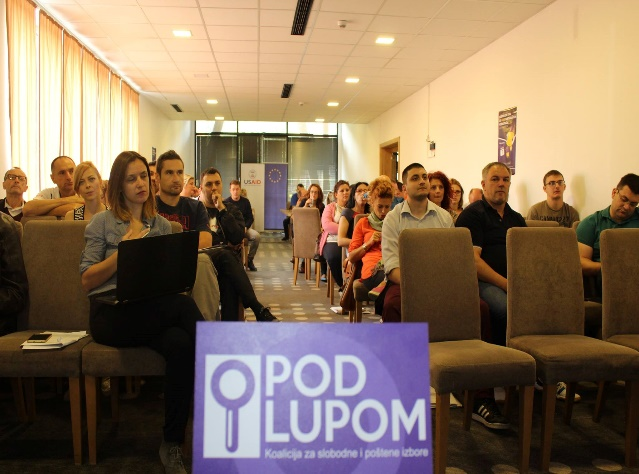 USAID
POD
LUPOM
Koalicija za slobodne i poštene izbore